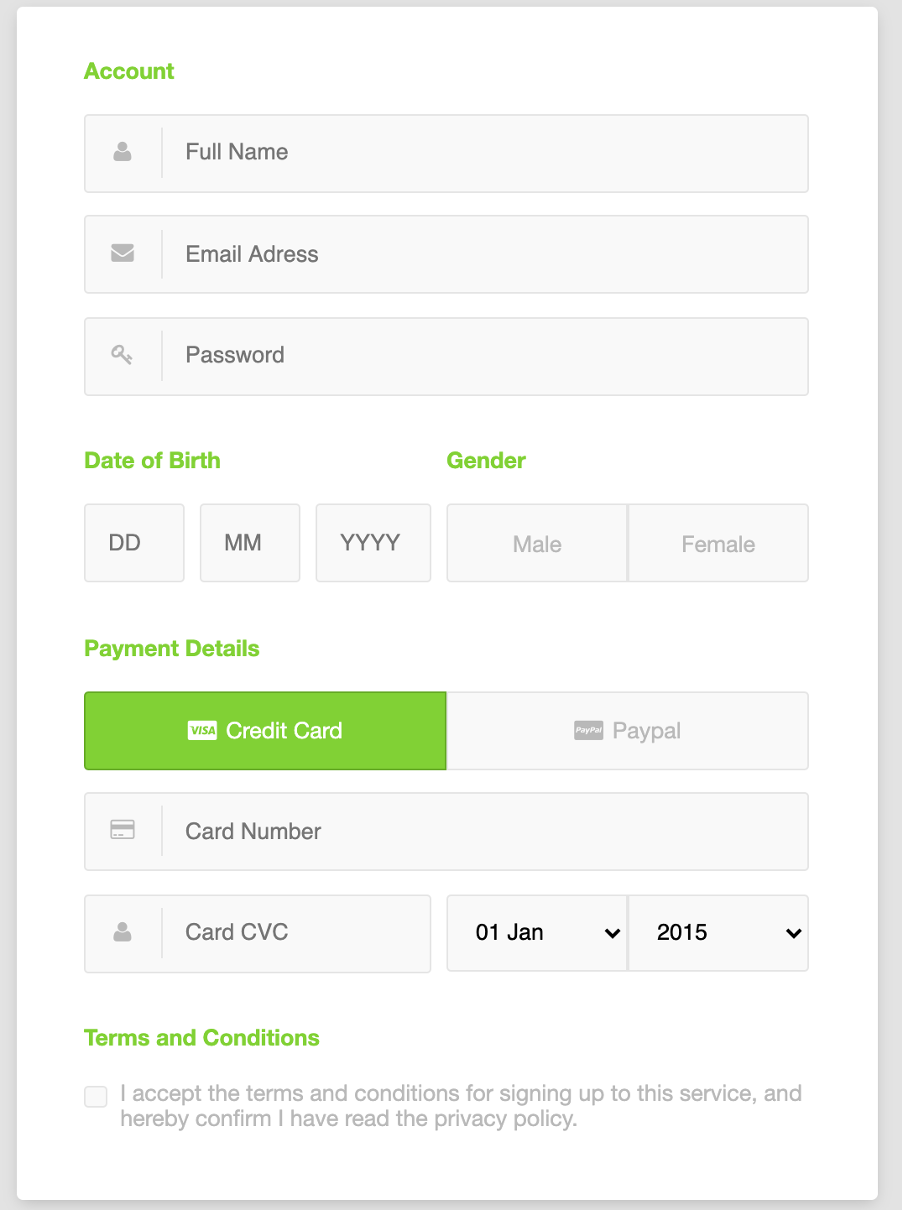 Account
Full Name
Email Adress
Password
Date of Birth
Gender
DD
MM
YYYY
Male
Female
Payment Details
VISA Credit Card
PayPal Paypal
Card Number
Card CVC
01 Jan
2015
Terms and Conditions
I accept the terms and conditions for signing up to this service, and
hereby confirm I have read the privacy policy.